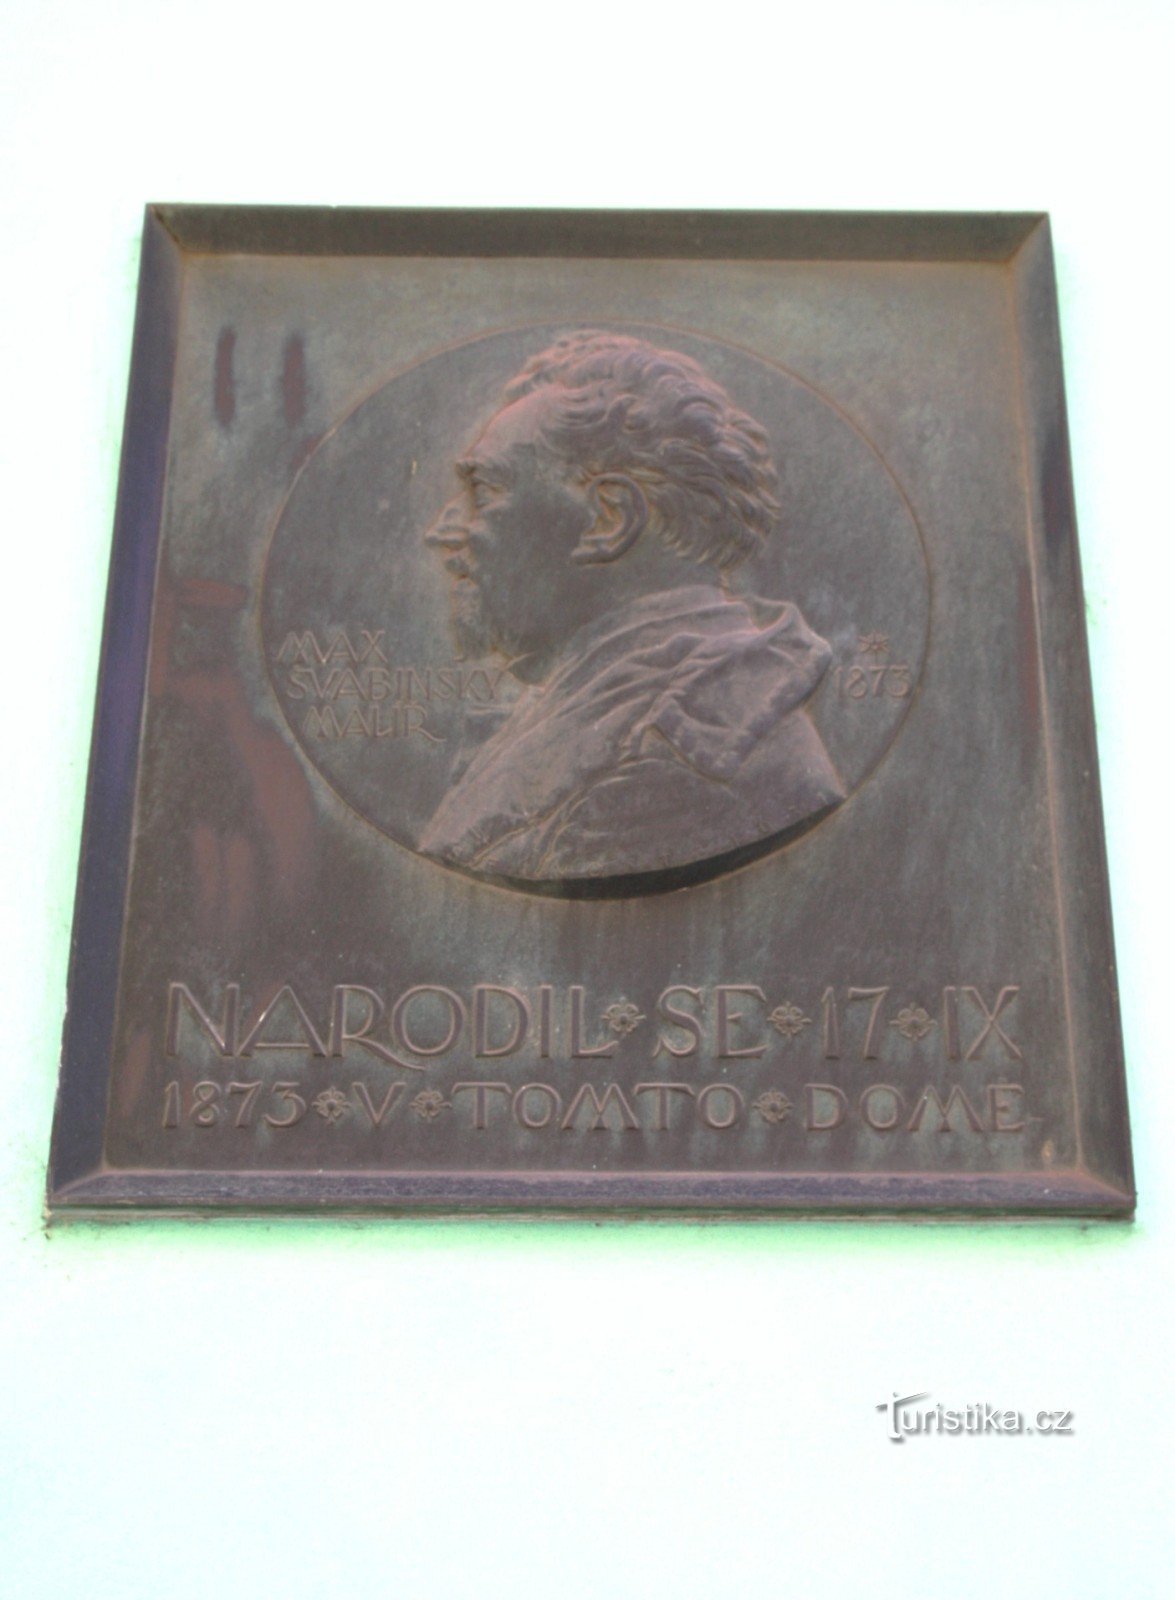 MAX
ŠVABINSKÝ
MALÍŘ
* 1873
NARODIL · SE · 17 · IX
1873 · V · TOMTO · DOMĚ
Turistika.cz